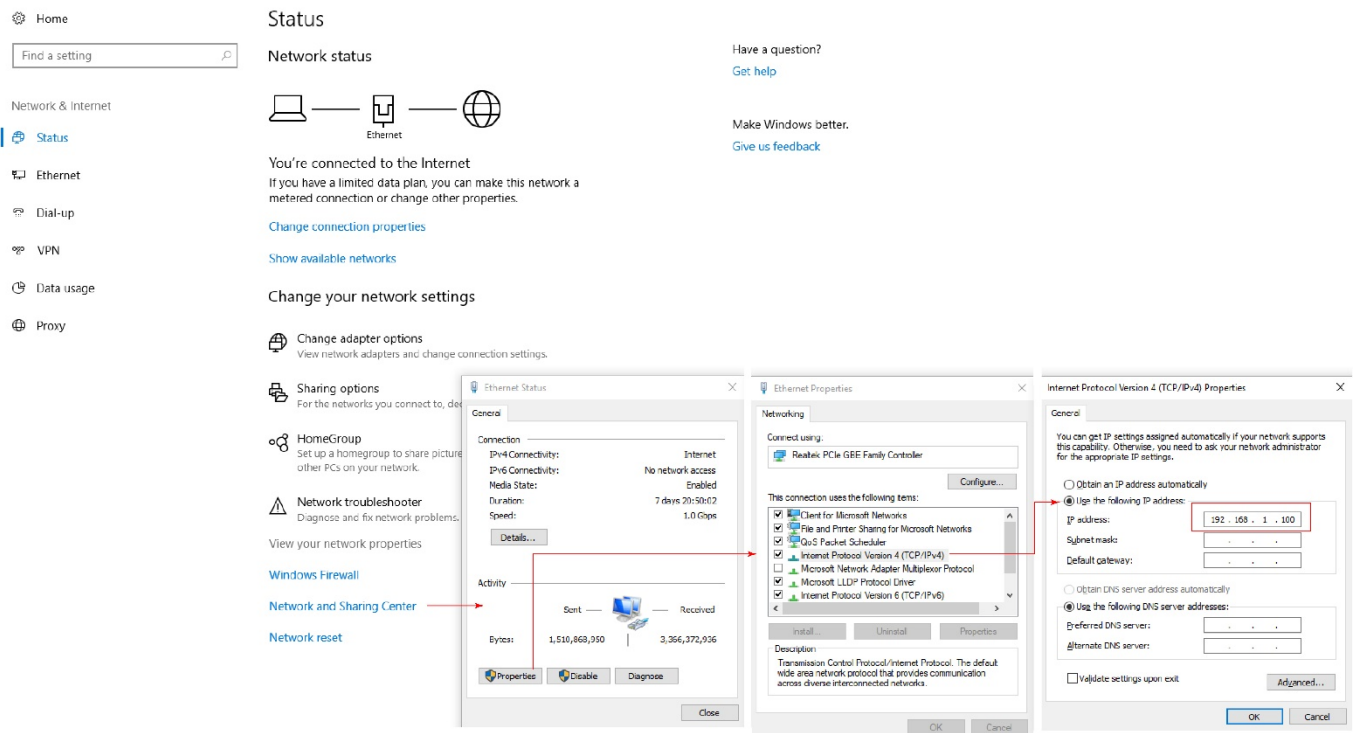 Home
Find a setting
Network & Internet
Status
Ethernet
Dial-up
VPN
Data usage
Proxy
Status
Network status
Ethernet
You're connected to the Internet
If you have a limited data plan, you can make this network a
metered connection or change other properties.
Change connection properties
Show available networks
Change your network settings
Change adapter options
View network adapters and change connection settings.
Sharing options
For the networks you connect to, dec
HomeGroup
Set up a homegroup to share picture
other PCs on your network.
Network troubleshooter
Diagnose and fix network problems.
View your network properties
Windows Firewall
Network and Sharing Center
Network reset
Have a question?
Get help
Make Windows better.
Give us feedback
Ethernet Status
General
Connection
IPv4 Connectivity: Internet
IPv6 Connectivity: No network access
Media State: Enabled
Duration: 7 days 20:50:02
Speed: 1.0 Gbps
Details...
Activity
Sent Received
Bytes: 1,510,868,950 3,366,372,936
Properties Disable Diagnose
Close
Ethernet Properties
Networking
Connect using:
Realtek PCIe GBE Family Controller
Configure...
This connection uses the following items:
Client for Microsoft Networks
File and Printer Sharing for Microsoft Networks
QoS Packet Scheduler
Internet Protocol Version 4 (TCP/IPv4)
Microsoft Network Adapter Multiplexor Protocol
Microsoft LLDP Protocol Driver
Internet Protocol Version 6 (TCP/IPv6)
Install... Uninstall Properties
Description
Transmission Control Protocol/Internet Protocol. The default
wide area network protocol that provides communication
across diverse interconnected networks.
OK Cancel
Internet Protocol Version 4 (TCP/IPv4) Properties
General
You can get IP settings assigned automatically if your network supports
this capability. Otherwise, you need to ask your network administrator
for the appropriate IP settings.
Obtain an IP address automatically
Use the following IP address:
IP address: 192 . 168 . 1 . 100
Subnet mask: . . .
Default gateway: . . .
Obtain DNS server address automatically
Use the following DNS server addresses:
Preferred DNS server: . . .
Alternate DNS server: . . .
Validate settings upon exit
Advanced...
OK Cancel